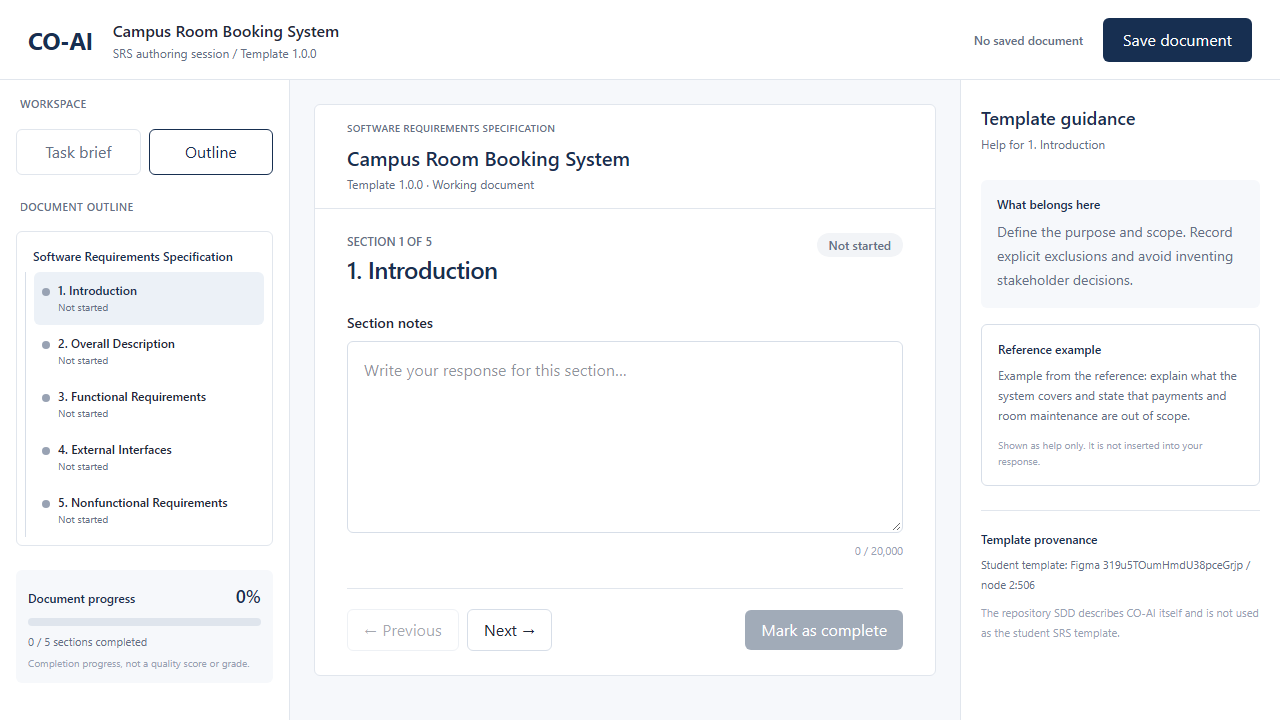 CO-AI
Campus Room Booking System
SRS authoring session / Template 1.0.0
No saved document
Save document
WORKSPACE
Task brief
Outline
DOCUMENT OUTLINE
Software Requirements Specification
1. Introduction
Not started
2. Overall Description
Not started
3. Functional Requirements
Not started
4. External Interfaces
Not started
5. Nonfunctional Requirements
Not started
Document progress
0%
0 / 5 sections completed
Completion progress, not a quality score or grade.
SOFTWARE REQUIREMENTS SPECIFICATION
Campus Room Booking System
Template 1.0.0 · Working document
SECTION 1 OF 5
Not started
1. Introduction
Section notes
Write your response for this section...
0 / 20,000
← Previous
Next →
Mark as complete
Template guidance
Help for 1. Introduction
What belongs here
Define the purpose and scope. Record
explicit exclusions and avoid inventing
stakeholder decisions.
Reference example
Example from the reference: explain what the
system covers and state that payments and
room maintenance are out of scope.
Shown as help only. It is not inserted into your
response.
Template provenance
Student template: Figma 319u5TOumHmdU38pceGrjp /
node 2:506
The repository SDD describes CO-AI itself and is not used
as the student SRS template.